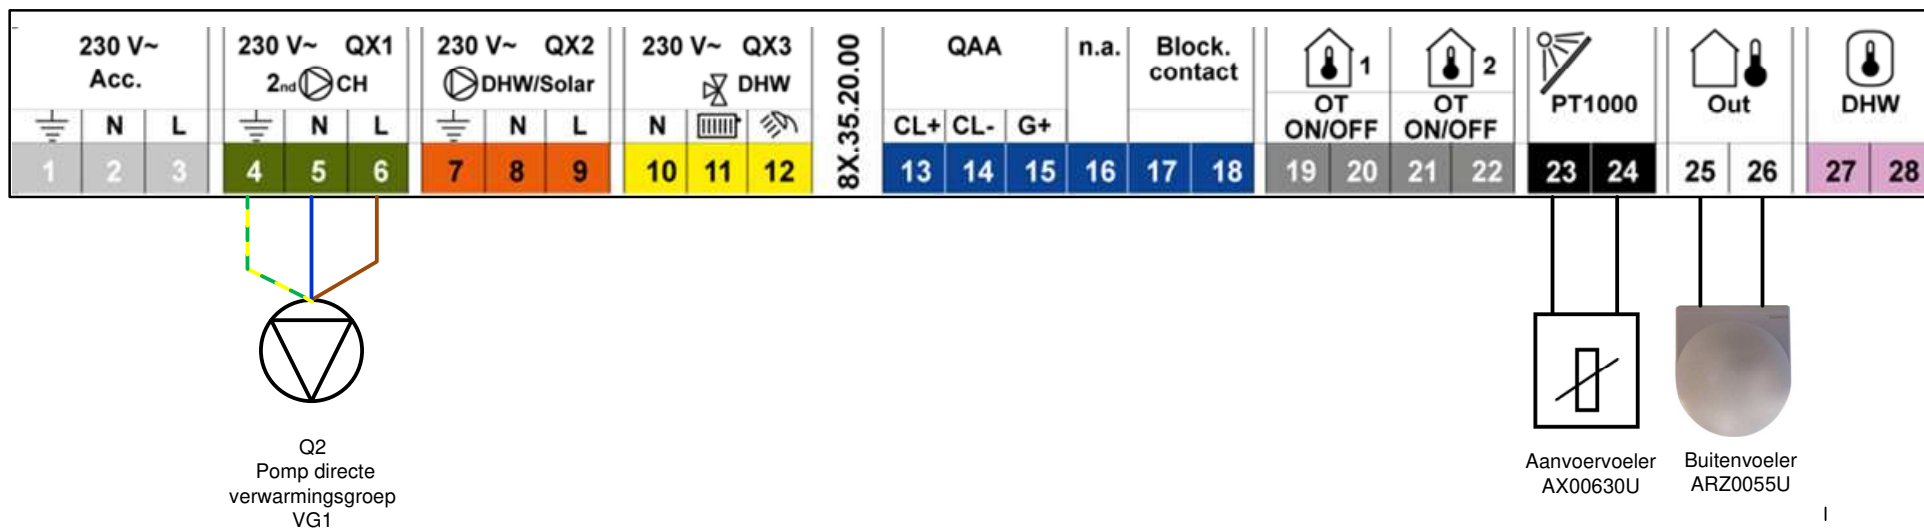 230 V~
Acc.
N L
1 2 3
230 V~ QX1
2nd CH
N L
4 5 6
230 V~ QX2
DHW/Solar
N L
7 8 9
230 V~ QX3
DHW
N
10 11 12
8X.35.20.00
QAA
CL+ CL- G+
13 14 15
n.a.
16
Block.
contact
17 18
1
OT
ON/OFF
19 20
2
OT
ON/OFF
21 22
PT1000
23 24
Out
25 26
DHW
27 28
Q2
Pomp directe
verwarmingsgroep
VG1
Aanvoervoeler
AX00630U
Buitenvoeler
ARZ0055U